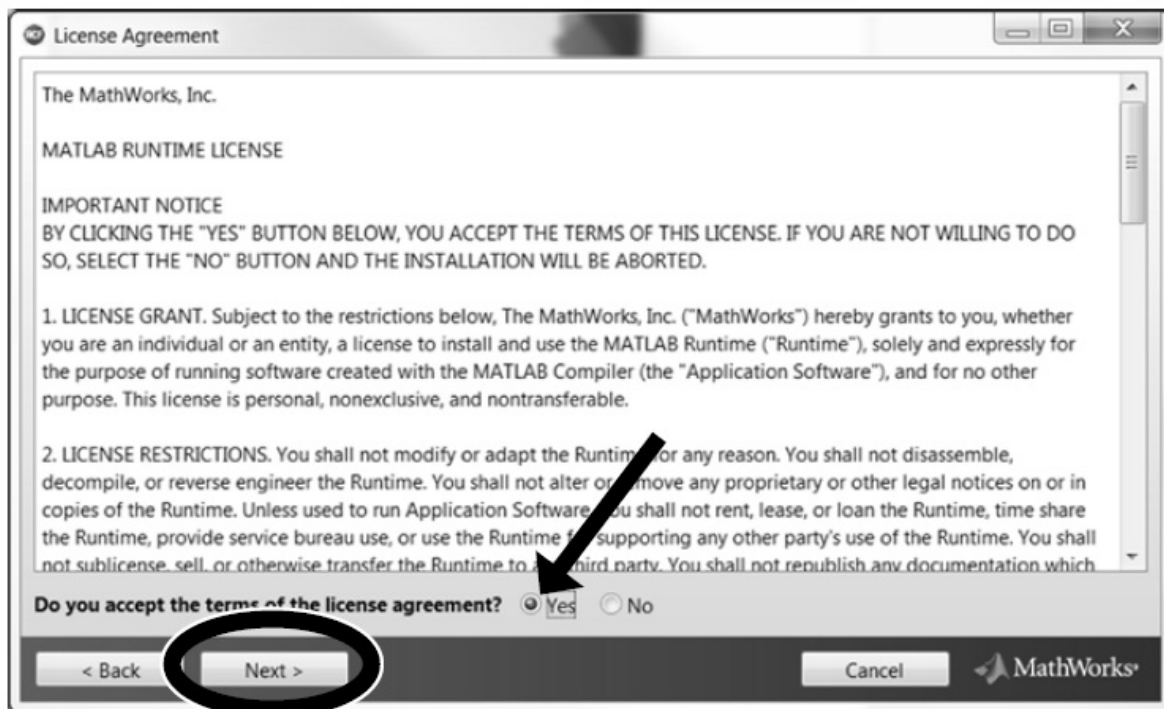 License Agreement
The MathWorks, Inc.
MATLAB RUNTIME LICENSE
IMPORTANT NOTICE
BY CLICKING THE "YES" BUTTON BELOW, YOU ACCEPT THE TERMS OF THIS LICENSE. IF YOU ARE NOT WILLING TO DO
SO, SELECT THE "NO" BUTTON AND THE INSTALLATION WILL BE ABORTED.
1. LICENSE GRANT. Subject to the restrictions below, The MathWorks, Inc. ("MathWorks") hereby grants to you, whether
you are an individual or an entity, a license to install and use the MATLAB Runtime ("Runtime"), solely and expressly for
the purpose of running software created with the MATLAB Compiler (the "Application Software"), and for no other
purpose. This license is personal, nonexclusive, and nontransferable.
2. LICENSE RESTRICTIONS. You shall not modify or adapt the Runtime for any reason. You shall not disassemble,
decompile, or reverse engineer the Runtime. You shall not alter or remove any proprietary or other legal notices on or in
copies of the Runtime. Unless used to run Application Software, you shall not rent, lease, or loan the Runtime, time share
the Runtime, provide service bureau use, or use the Runtime for supporting any other party's use of the Runtime. You shall
not sublicense, sell, or otherwise transfer the Runtime to any third party. You shall not republish any documentation which
Do you accept the terms of the license agreement? Yes No
< Back Next > Cancel MathWorks